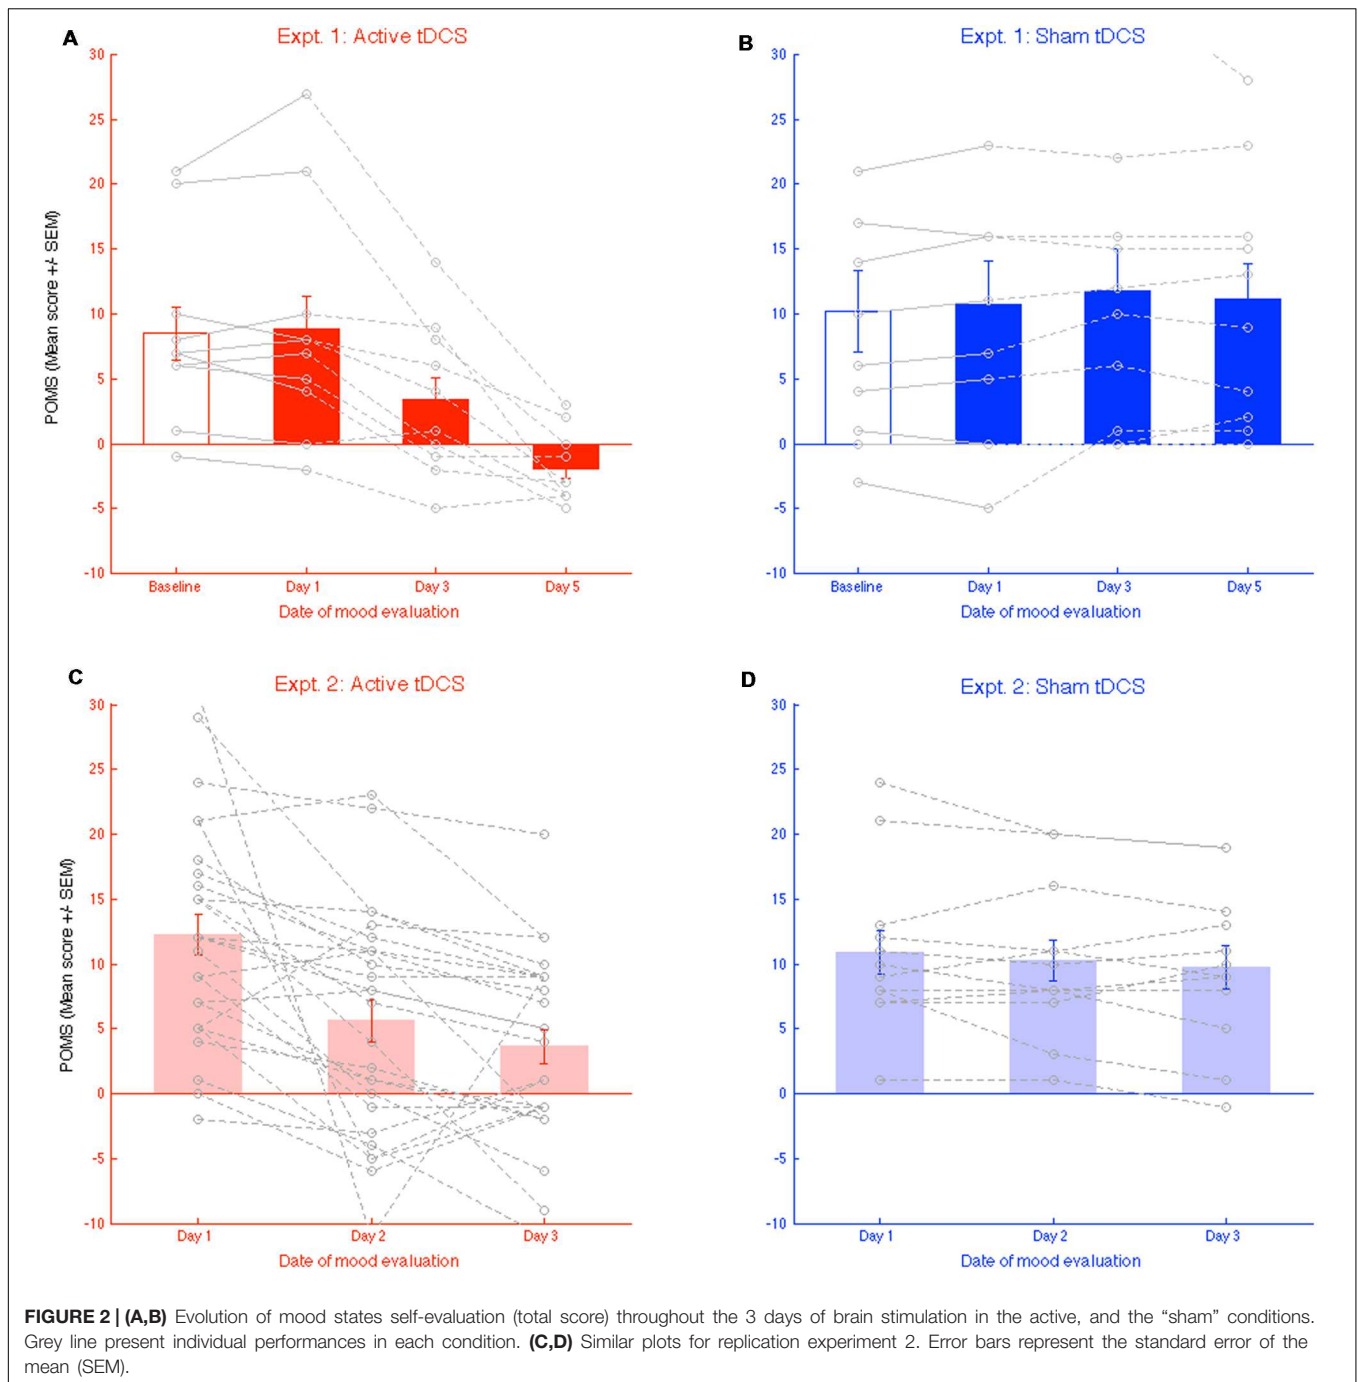 A
Expt. 1: Active tDCS
30
25
20
15
10
5
0
-5
-10
POMS (Mean score +/- SEM)
Baseline
Day 1
Day 3
Day 5
Date of mood evaluation
B
Expt. 1: Sham tDCS
30
25
20
15
10
5
0
-5
-10
Baseline
Day 1
Day 3
Day 5
Date of mood evaluation
C
Expt. 2: Active tDCS
30
25
20
15
10
5
0
-5
-10
POMS (Mean score +/- SEM)
Day 1
Day 2
Day 3
Date of mood evaluation
D
Expt. 2: Sham tDCS
30
25
20
15
10
5
0
-5
-10
Day 1
Day 2
Day 3
Date of mood evaluation
FIGURE 2 | (A,B) Evolution of mood states self-evaluation (total score) throughout the 3 days of brain stimulation in the active, and the “sham” conditions.
Grey line present individual performances in each condition. (C,D) Similar plots for replication experiment 2. Error bars represent the standard error of the
mean (SEM).